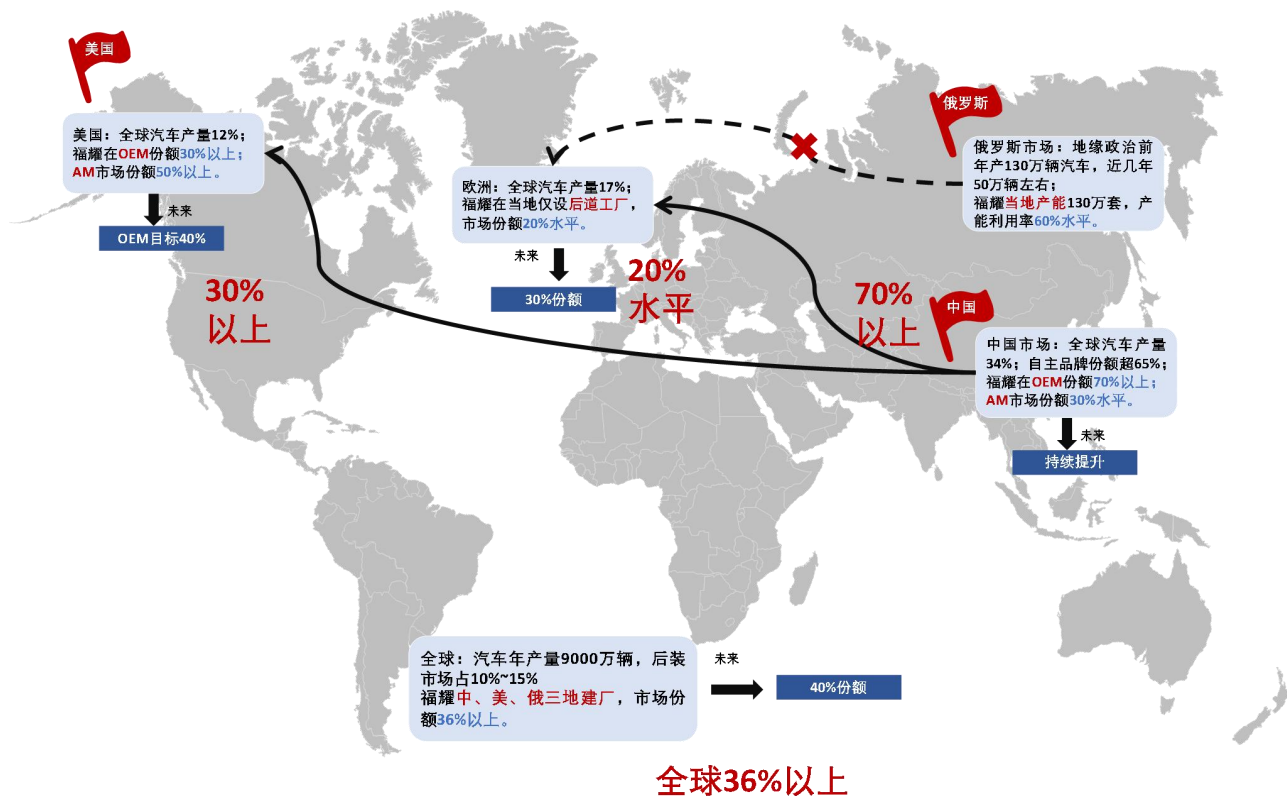 美国
美国：全球汽车产量12%；
福耀在OEM份额30%以上；
AM市场份额50%以上。
未来
OEM目标40%
30%
以上
欧洲：全球汽车产量17%；
福耀在当地仅设后道工厂，
市场份额20%水平。
未来
30%份额
20%
水平
俄罗斯
俄罗斯市场：地缘政治前
年产130万辆汽车，近几年
50万辆左右；
福耀当地产能130万套，产
能利用率60%水平。
70%
以上
中国
中国市场：全球汽车产量
34%；自主品牌份额超65%；
福耀在OEM份额70%以上；
AM市场份额30%水平。
未来
持续提升
全球：汽车年产量9000万辆，后装
市场占10%~15%
福耀中、美、俄三地建厂，市场份
额36%以上。
未来
40%份额
全球36%以上